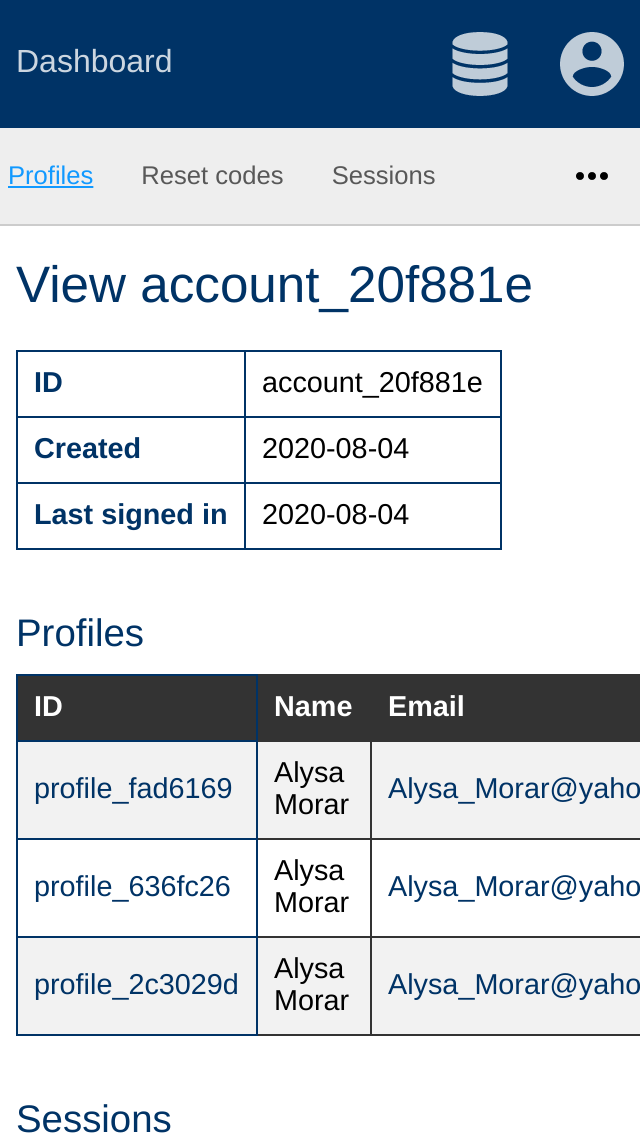 Dashboard
Profiles Reset codes Sessions •••
View account_20f881e
ID account_20f881e
Created 2020-08-04
Last signed in 2020-08-04
Profiles
ID Name Email
profile_fad6169 Alysa Morar Alysa_Morar@yaho
profile_636fc26 Alysa Morar Alysa_Morar@yaho
profile_2c3029d Alysa Morar Alysa_Morar@yaho
Sessions